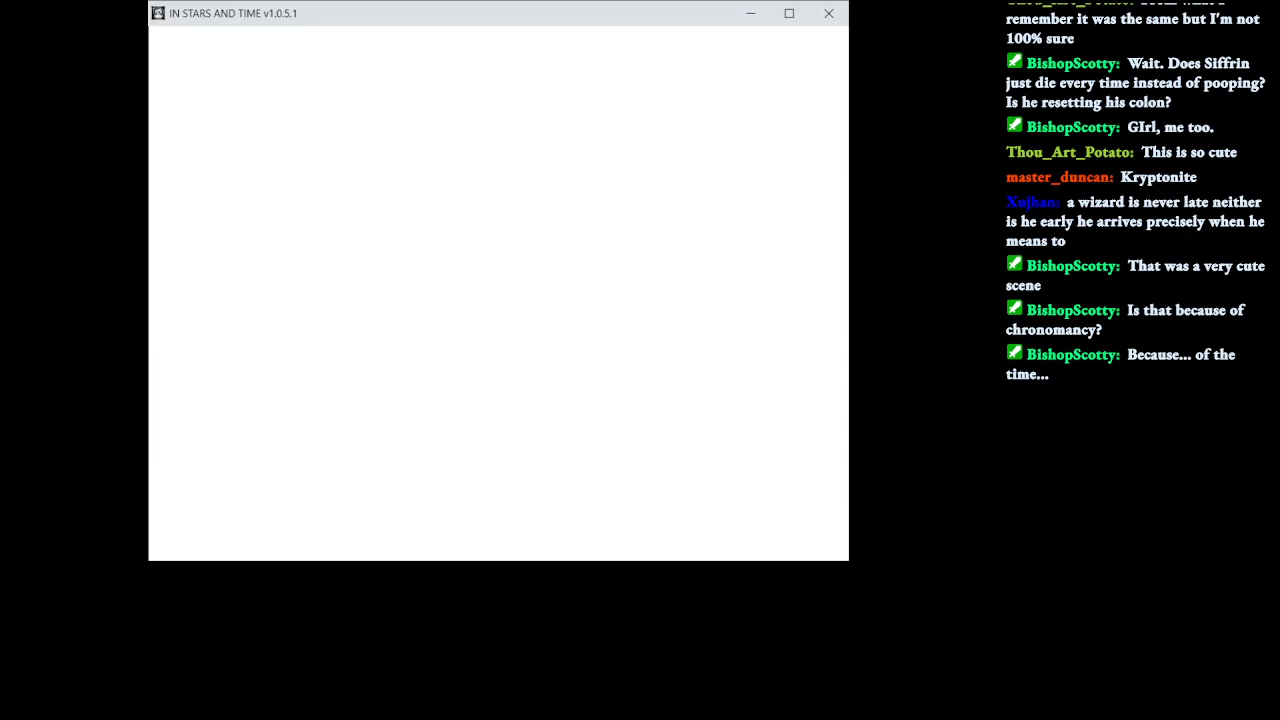 IN STARS AND TIME v1.0.5.1
remember it was the same but I'm not
100% sure
BishopScotty: Wait. Does Siffrin
just die every time instead of pooping?
Is he resetting his colon?
BishopScotty: GIrl, me too.
Thou_Art_Potato: This is so cute
master_duncan: Kryptonite
Xujhan: a wizard is never late neither
is he early he arrives precisely when he
means to
BishopScotty: That was a very cute
scene
BishopScotty: Is that because of
chronomancy?
BishopScotty: Because... of the
time...